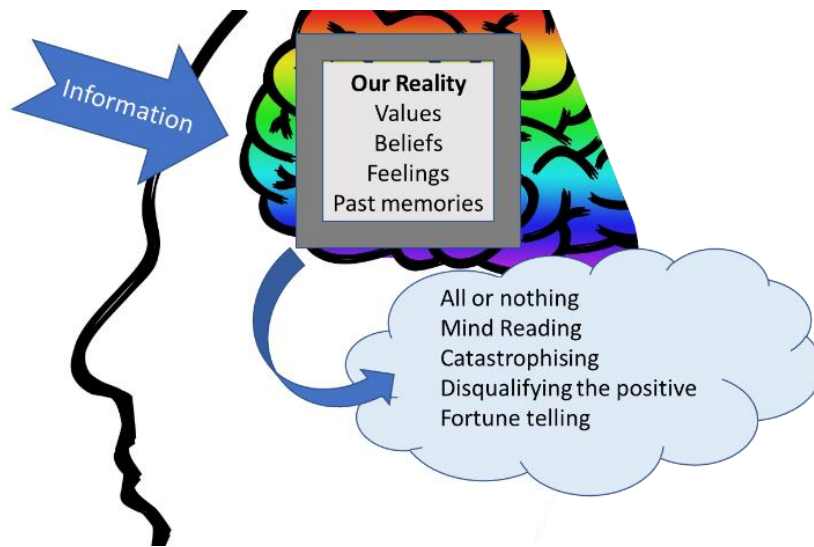 Information
Our Reality
Values
Beliefs
Feelings
Past memories
All or nothing
Mind Reading
Catastrophising
Disqualifying the positive
Fortune telling